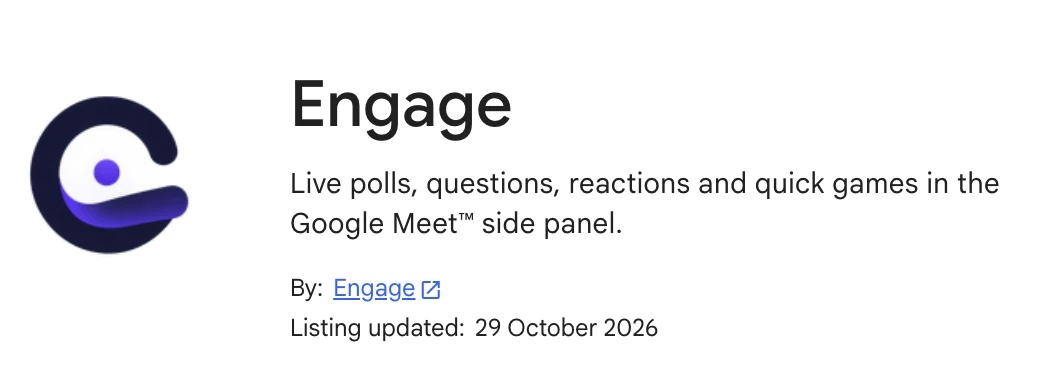 Engage
Live polls, questions, reactions and quick games in the
Google Meet™ side panel.
By: Engage
Listing updated: 29 October 2026